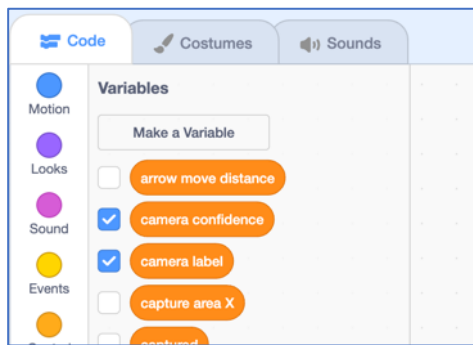 Code
Costumes
Sounds
Motion
Looks
Sound
Events
Variables
Make a Variable
arrow move distance
camera confidence
camera label
capture area X
captured